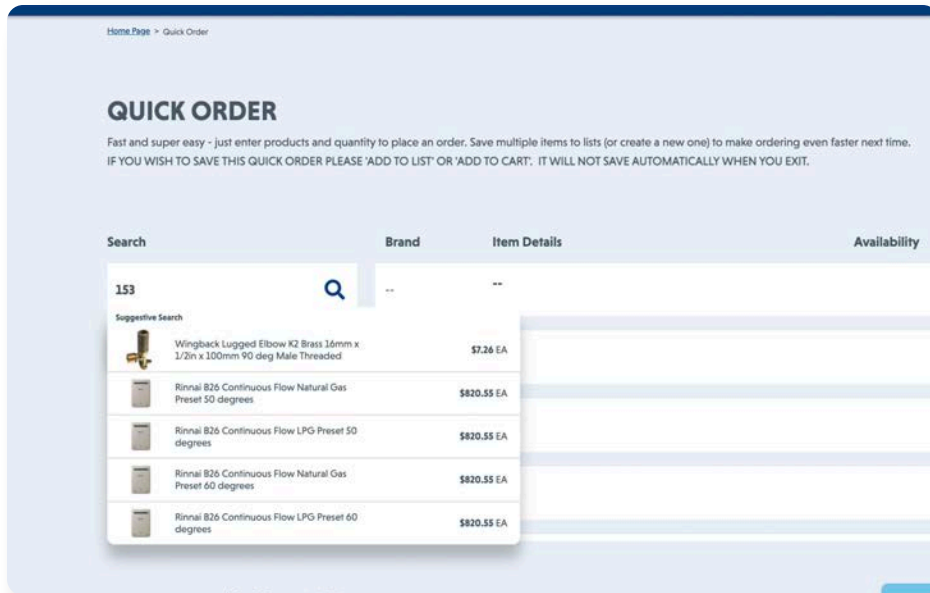 Home Page > Quick Order
QUICK ORDER
Fast and super easy - just enter products and quantity to place an order. Save multiple items to lists (or create a new one) to make ordering even faster next time.
IF YOU WISH TO SAVE THIS QUICK ORDER PLEASE 'ADD TO LIST' OR 'ADD TO CART'. IT WILL NOT SAVE AUTOMATICALLY WHEN YOU EXIT.
Search Brand Item Details Availability
153 -- --
Suggestive Search
Wingback Lugged Elbow K2 Brass 16mm x
1/2in x 100mm 90 deg Male Threaded
$7.26 EA
Rinnai B26 Continuous Flow Natural Gas
Preset 50 degrees
$820.55 EA
Rinnai B26 Continuous Flow LPG Preset 50
degrees
$820.55 EA
Rinnai B26 Continuous Flow Natural Gas
Preset 60 degrees
$820.55 EA
Rinnai B26 Continuous Flow LPG Preset 60
degrees
$820.55 EA